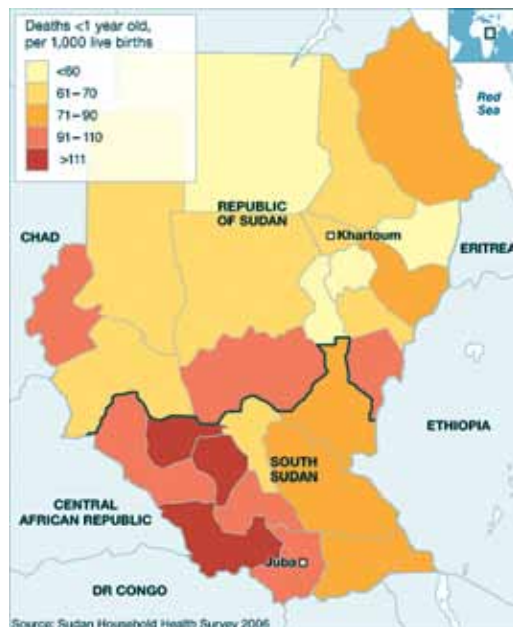 Deaths <1 year old,
per 1,000 live births
<60
61–70
71–90
91–110
>111
Red
Sea
REPUBLIC
OF SUDAN
Khartoum
CHAD
ERITREA
ETHIOPIA
SOUTH
SUDAN
CENTRAL
AFRICAN REPUBLIC
Juba
DR CONGO
Source: Sudan Household Health Survey 2006